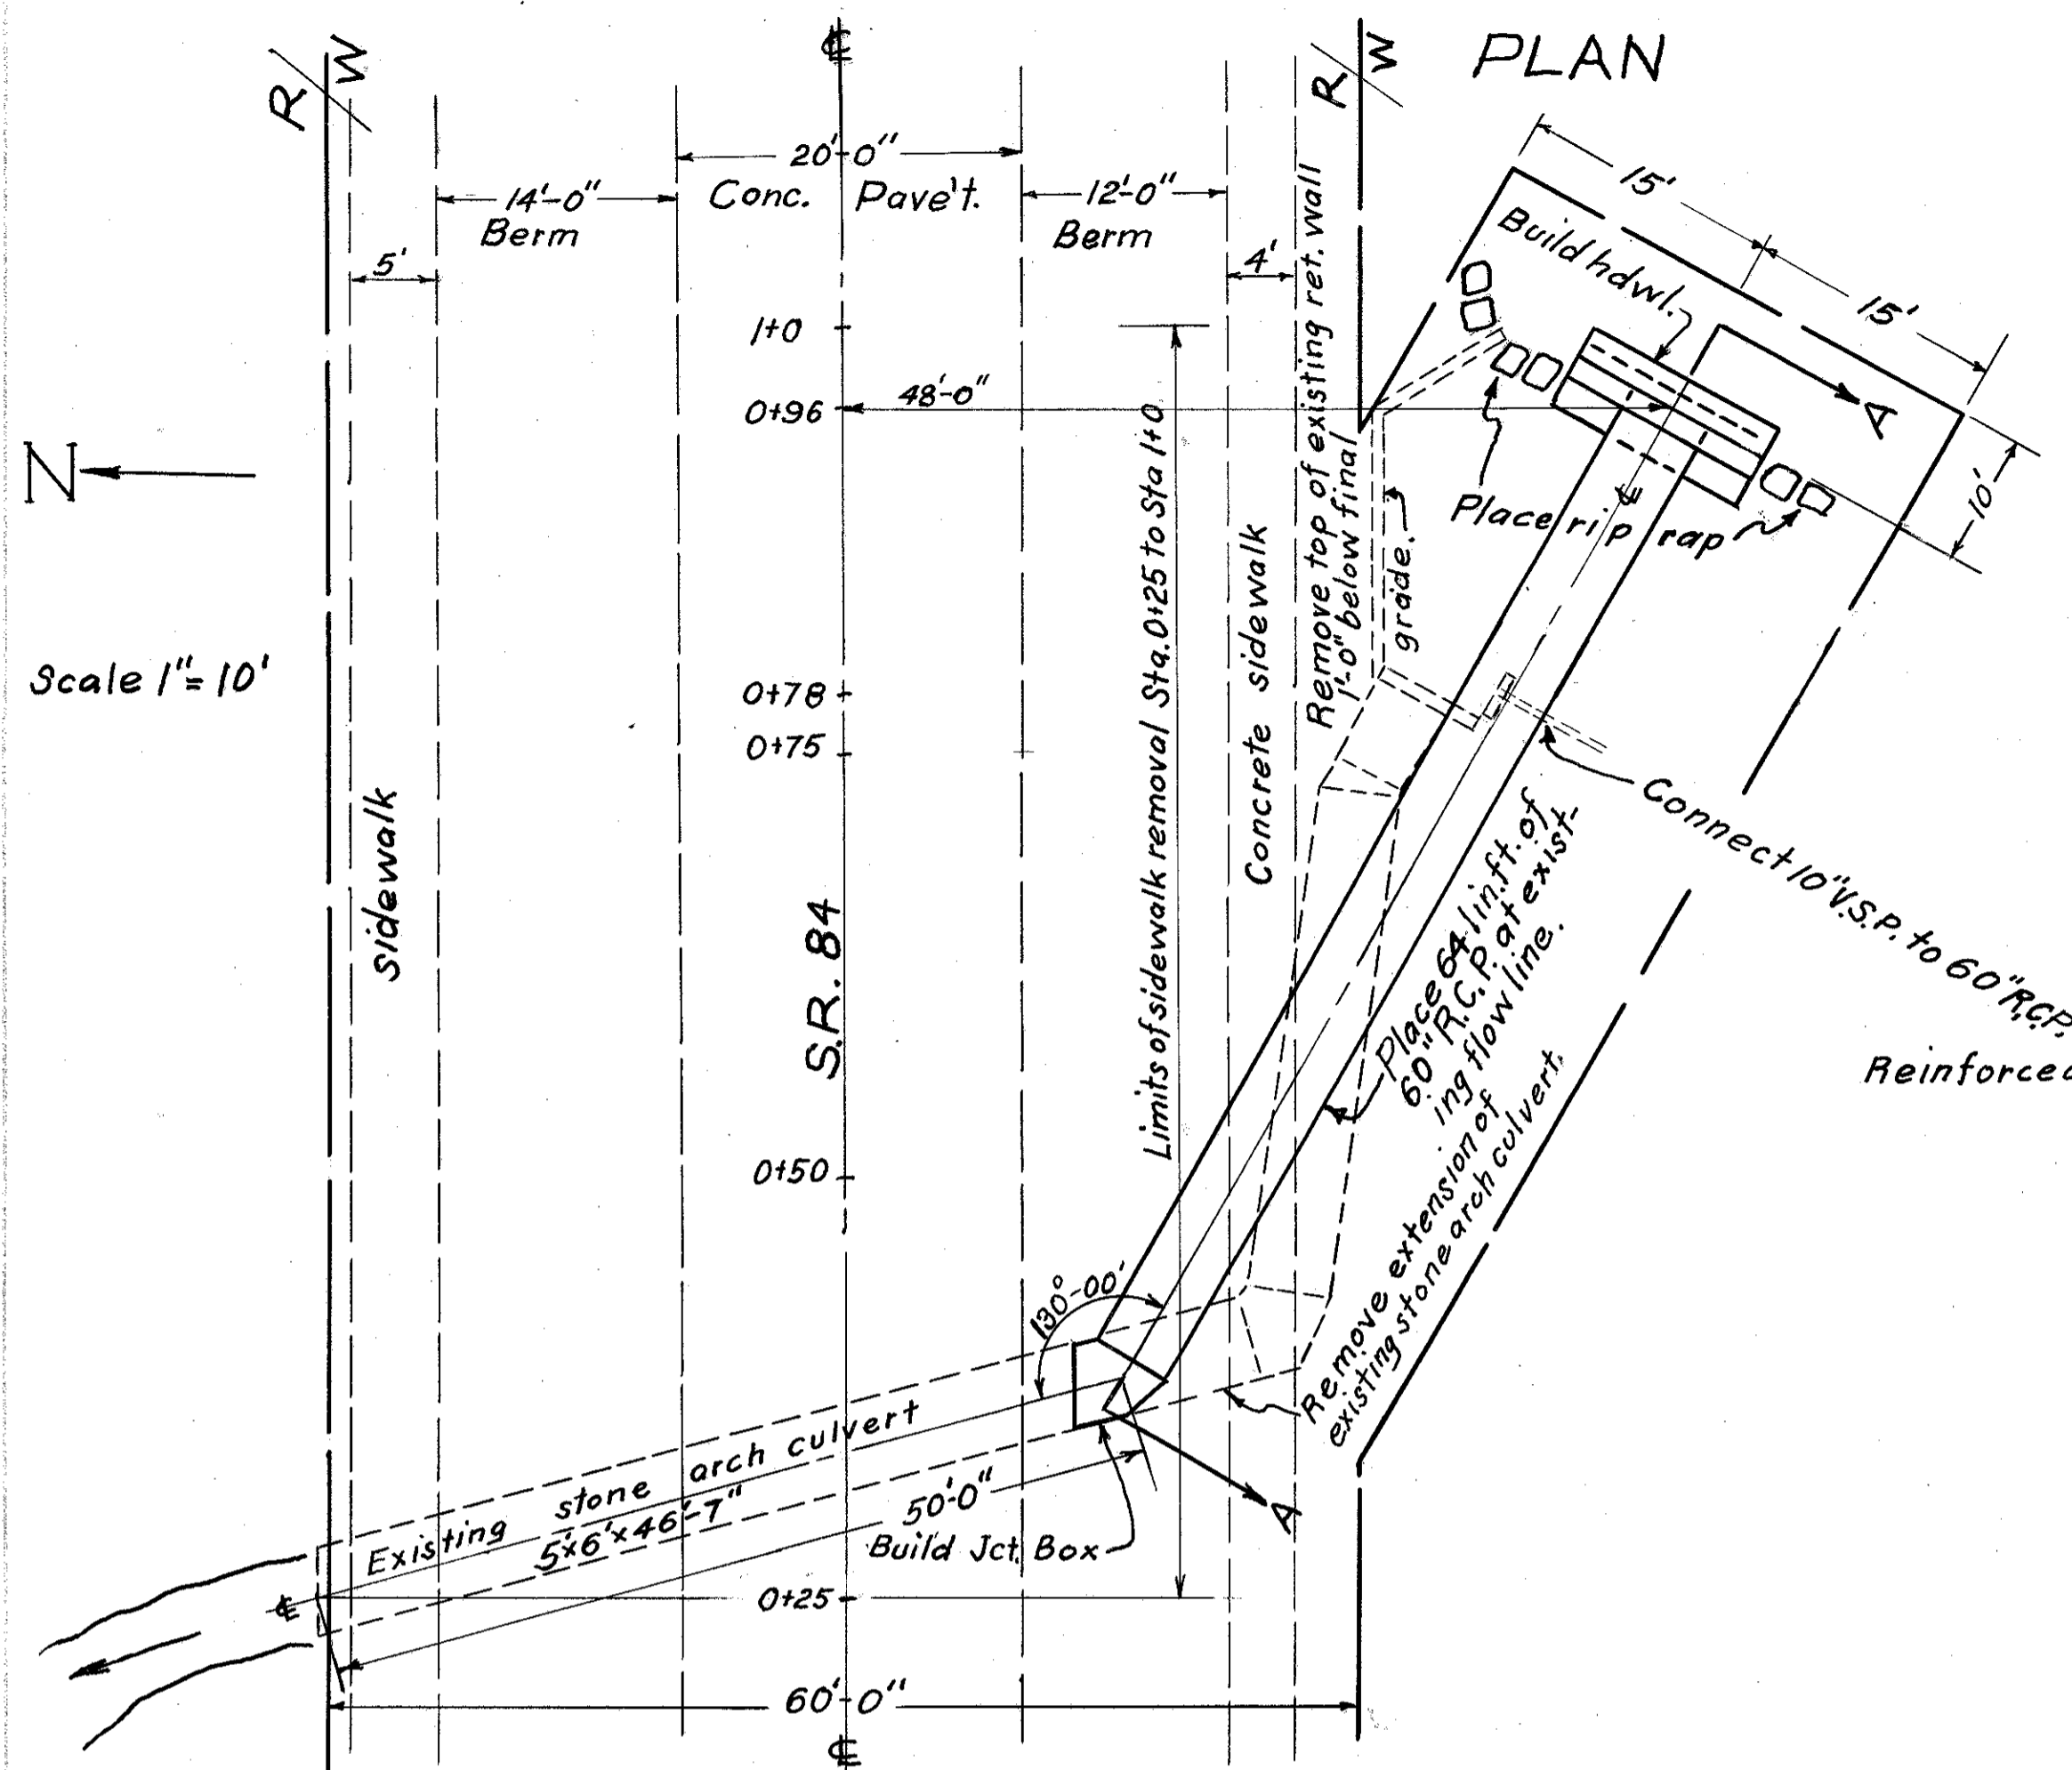 PLAN
R
W
℄
R
W
20'-0"
Conc. Pave't.
14'-0"
Berm
12'-0"
Berm
5'
4'
15'
15'
10'
Build hdwl.
A
1+0
48'-0"
0+96
N
Scale 1"= 10'
Place rip rap
℄
Remove top of existing ret. wall
1'-0" below final
grade.
Limits of sidewalk removal Sta. 0+25 to Sta 1+0
Concrete sidewalk
0+78
0+75
Sidewalk
S.R. 84
Connect 10" V.S.P. to 60" R.C.P.
Place 64 lin. ft. of
60" R.C.P. at exist-
ing flow line.
Reinforced
0+50
Remove extension of
existing stone arch culvert.
130°-00'
Existing stone arch culvert
5'x6'x46'-7"
50'-0"
Build Jct. Box
A
0+25
℄
60'-0"
℄